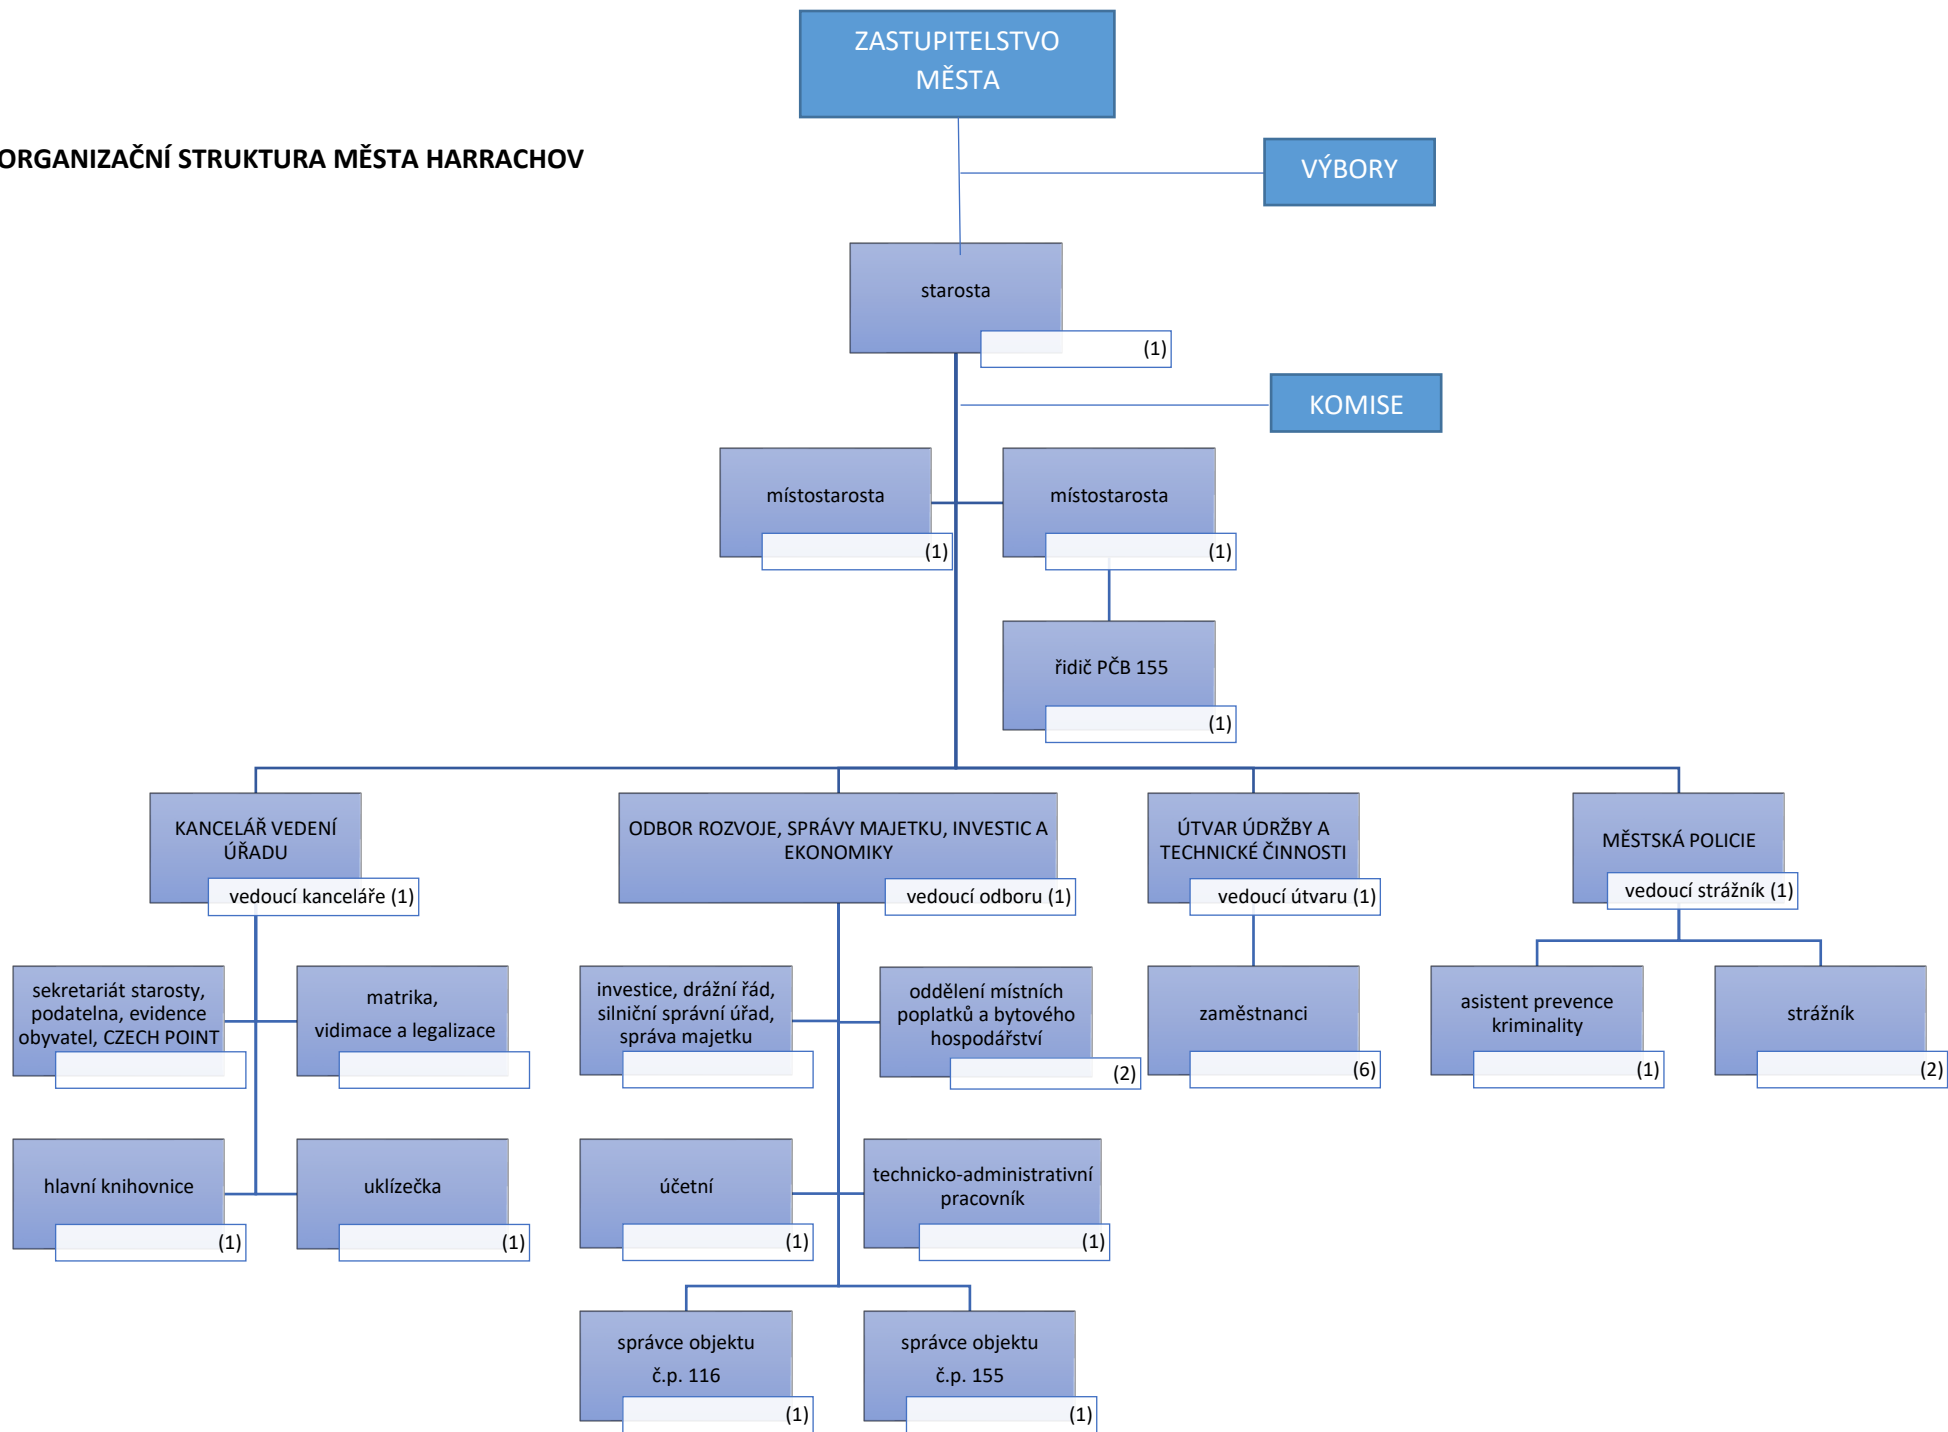 ZASTUPITELSTVO
MĚSTA
ORGANIZAČNÍ STRUKTURA MĚSTA HARRACHOV
VÝBORY
starosta
(1)
KOMISE
místostarosta
(1)
místostarosta
(1)
řidič PČB 155
(1)
KANCELÁŘ VEDENÍ
ÚŘADU
vedoucí kanceláře (1)
ODBOR ROZVOJE, SPRÁVY MAJETKU, INVESTIC A
EKONOMIKY
vedoucí odboru (1)
ÚTVAR ÚDRŽBY A
TECHNICKÉ ČINNOSTI
vedoucí útvaru (1)
MĚSTSKÁ POLICIE
vedoucí strážník (1)
sekretariát starosty,
podatelna, evidence
obyvatel, CZECH POINT
matrika,
vidimace a legalizace
investice, drážní řád,
silniční správní úřad,
správa majetku
oddělení místních
poplatků a bytového
hospodářství
(2)
zaměstnanci
(6)
asistent prevence
kriminality
(1)
strážník
(2)
hlavní knihovnice
(1)
uklízečka
(1)
účetní
(1)
technicko-administrativní
pracovník
(1)
správce objektu
č.p. 116
(1)
správce objektu
č.p. 155
(1)